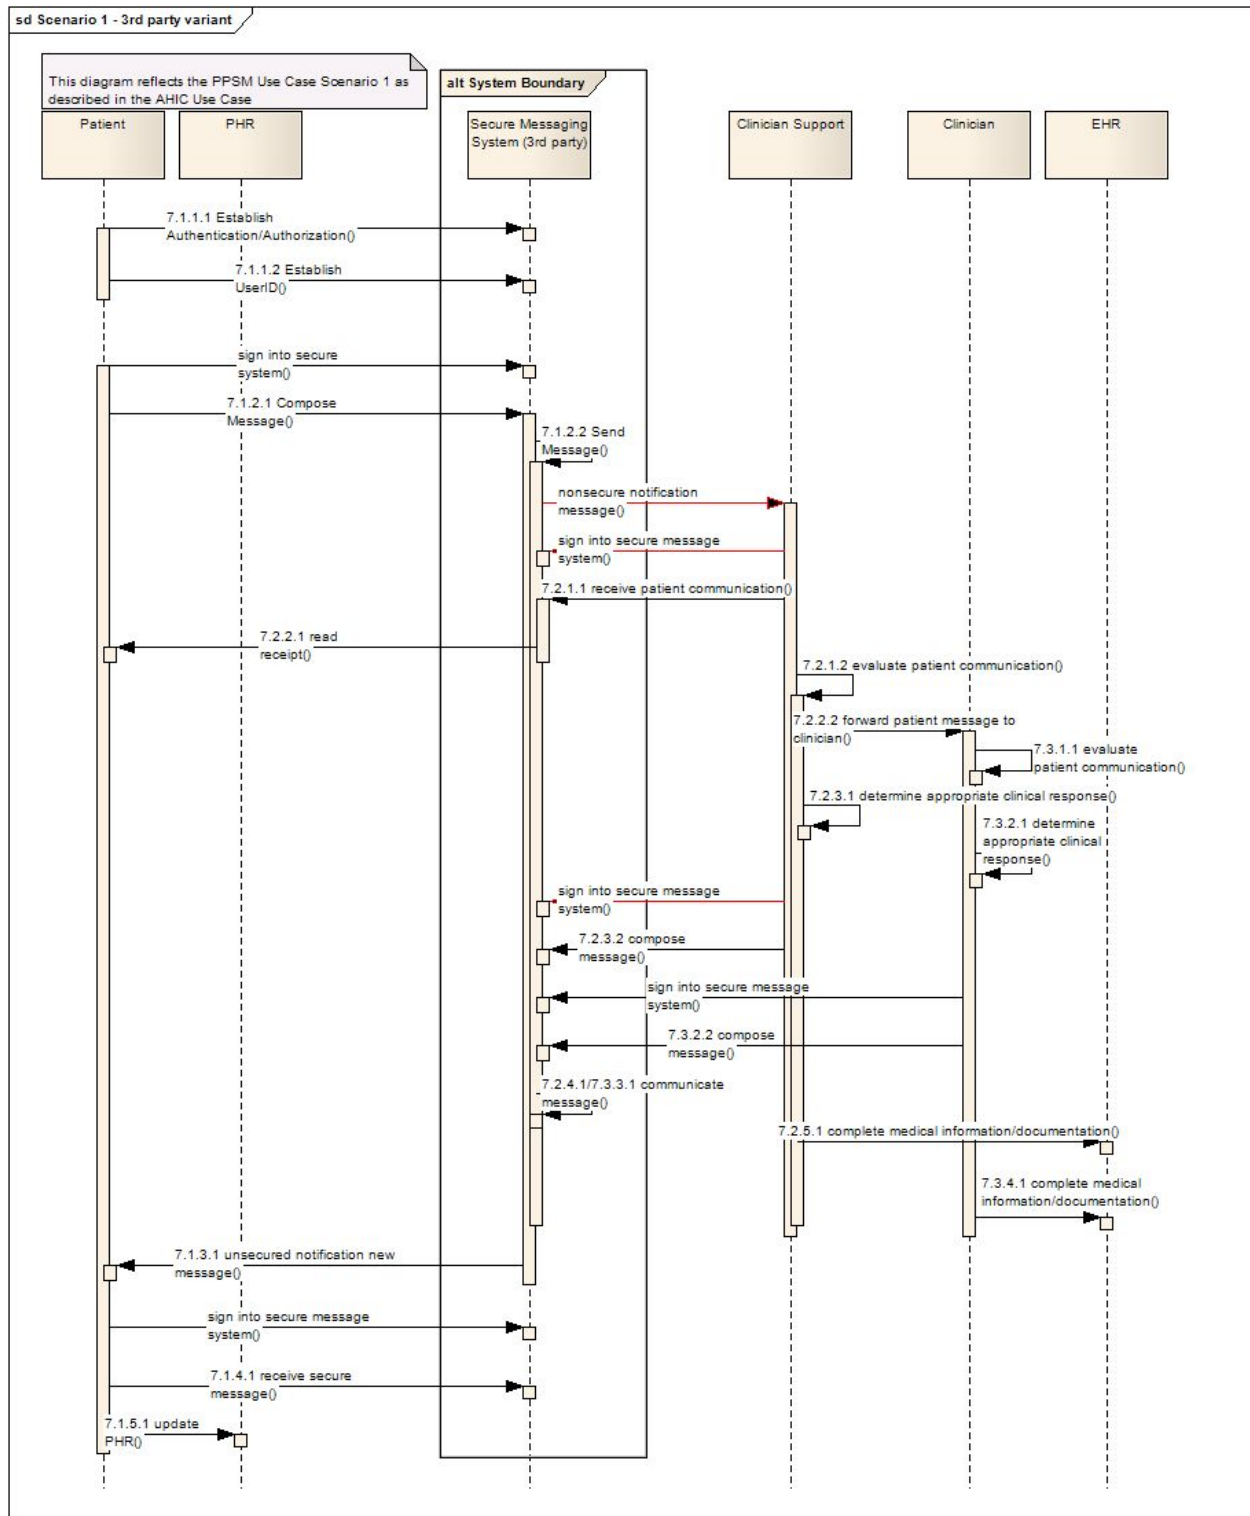 sd Scenario 1 - 3rd party variant
This diagram reflects the PPSM Use Case Scenario 1 as
described in the AHIC Use Case
alt System Boundary
Patient
PHR
Secure Messaging
System (3rd party)
Clinician Support
Clinician
EHR
7.1.1.1 Establish
Authentication/Authorization()
7.1.1.2 Establish
UserID()
sign into secure
system()
7.1.2.1 Compose
Message()
7.1.2.2 Send
Message()
nonsecure notification
message()
sign into secure message
system()
7.2.1.1 receive patient communication()
7.2.2.1 read
receipt()
7.2.1.2 evaluate patient communication()
7.2.2.2 forward patient message to
clinician()
7.3.1.1 evaluate
patient communication()
7.2.3.1 determine appropriate clinical response()
7.3.2.1 determine
appropriate clinical
response()
sign into secure message
system()
7.2.3.2 compose
message()
sign into secure message
system()
7.3.2.2 compose
message()
7.2.4.1/7.3.3.1 communicate
message()
7.2.5.1 complete medical information/documentation()
7.3.4.1 complete medical
information/documentation()
7.1.3.1 unsecured notification new
message()
sign into secure message
system()
7.1.4.1 receive secure
message()
7.1.5.1 update
PHR()